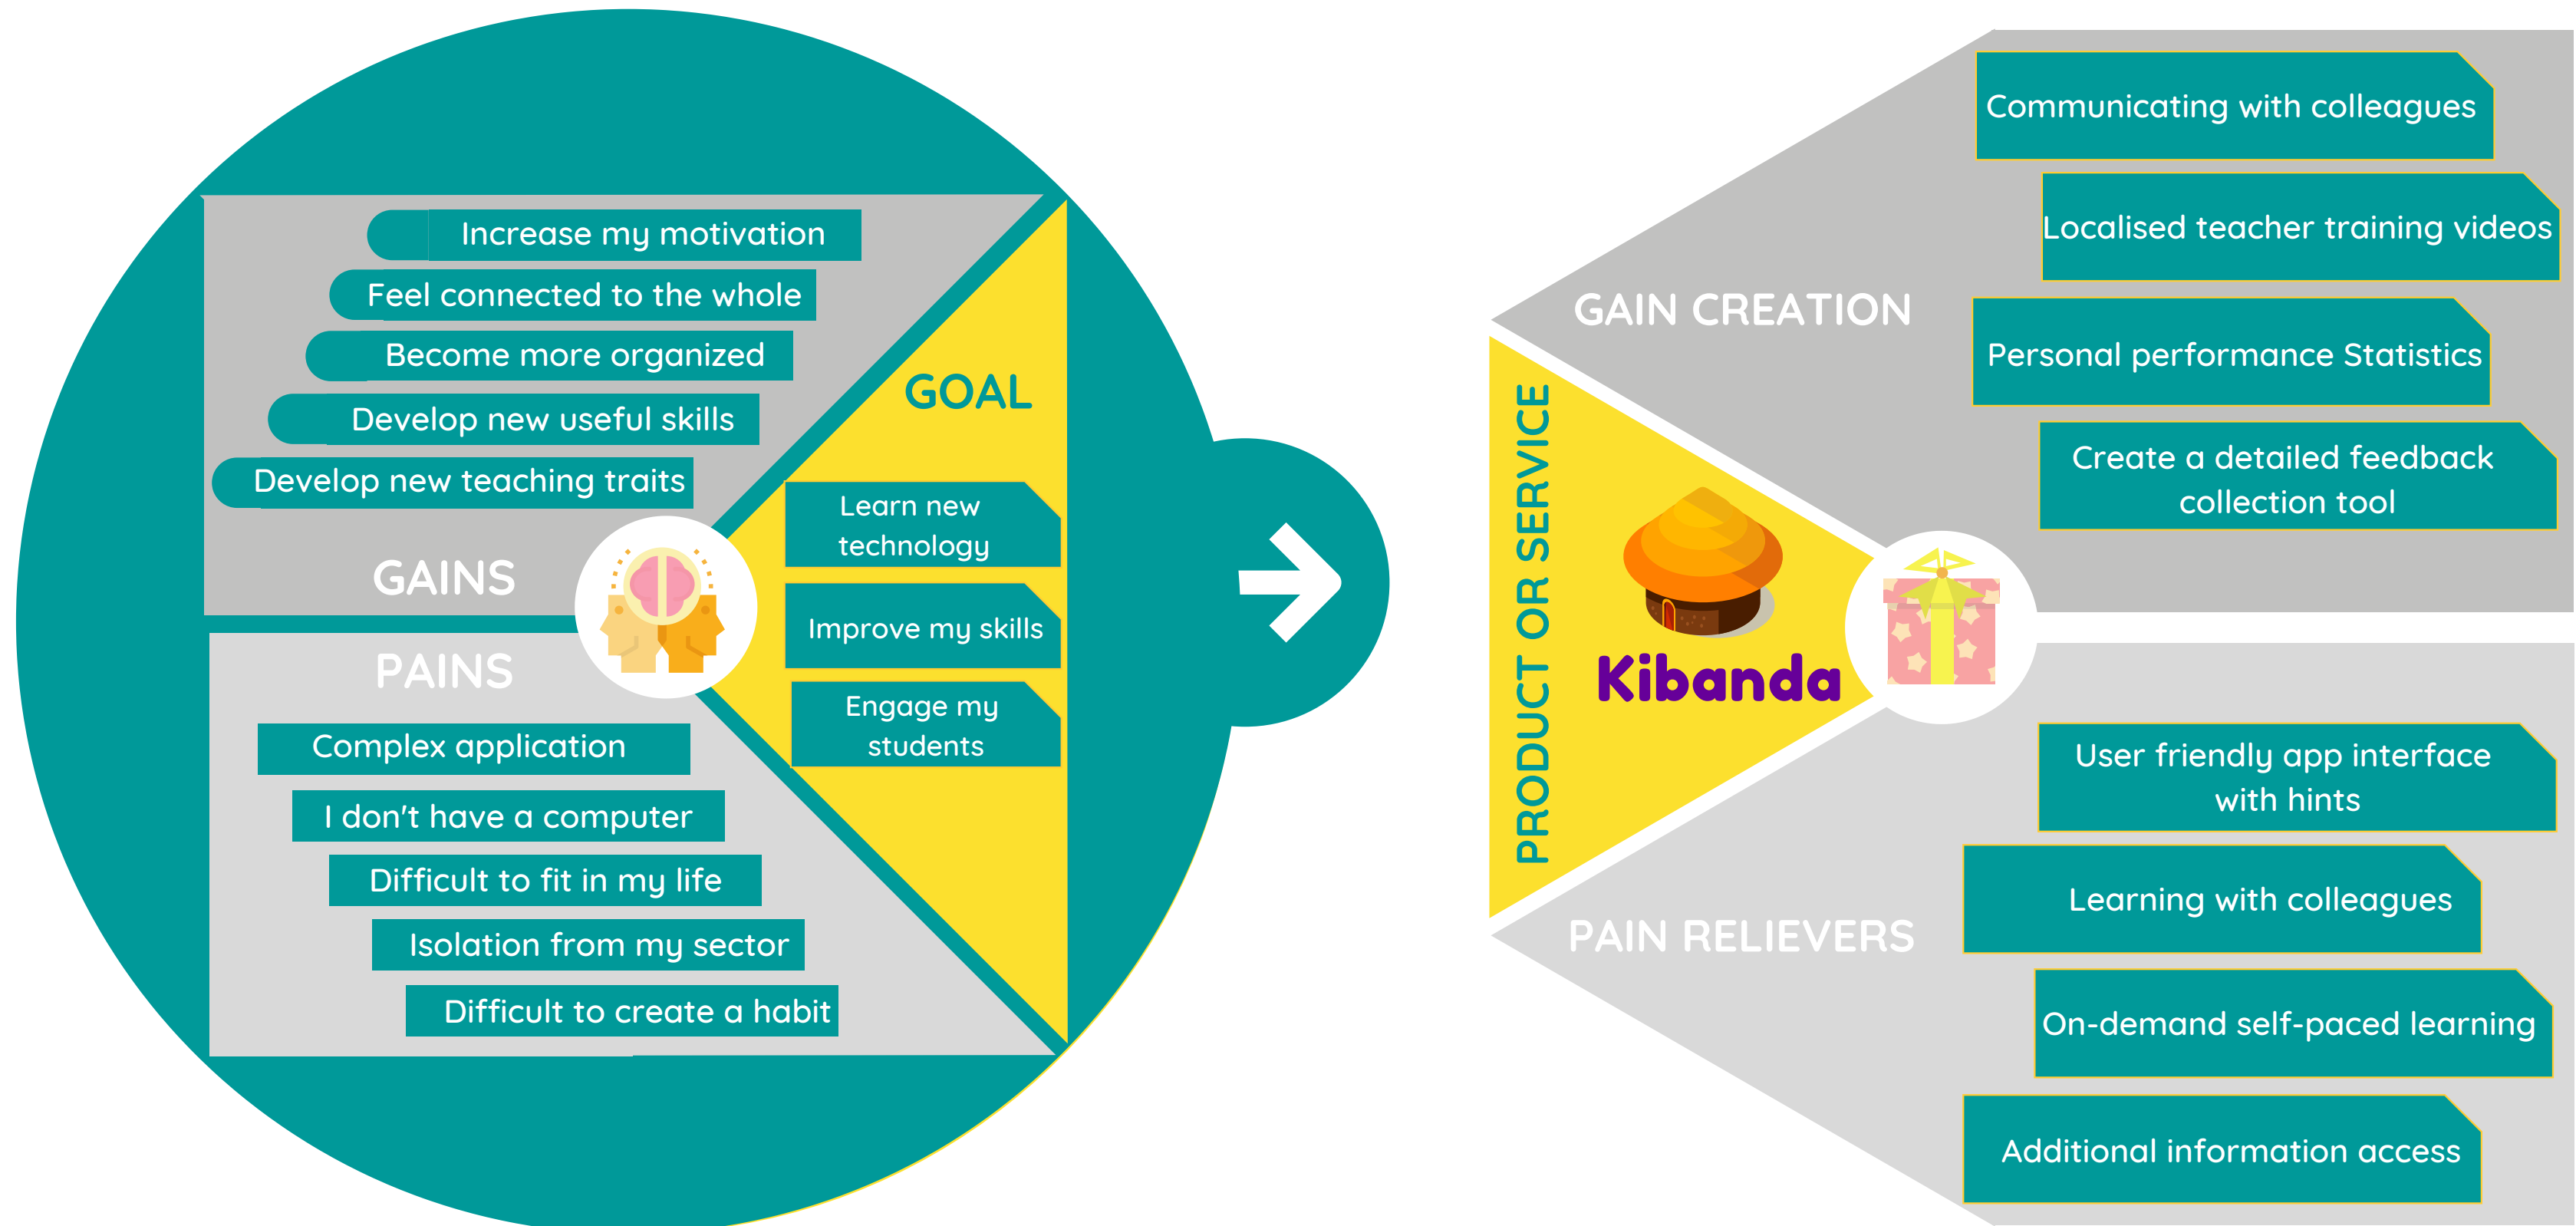 Increase my motivation
Feel connected to the whole
Become more organized
Develop new useful skills
Develop new teaching traits
GAINS
GOAL
Learn new
technology
Improve my skills
Engage my
students
PAINS
Complex application
I don't have a computer
Difficult to fit in my life
Isolation from my sector
Difficult to create a habit
PRODUCT OR SERVICE
Kibanda
GAIN CREATION
Communicating with colleagues
Localised teacher training videos
Personal performance Statistics
Create a detailed feedback
collection tool
PAIN RELIEVERS
User friendly app interface
with hints
Learning with colleagues
On-demand self-paced learning
Additional information access